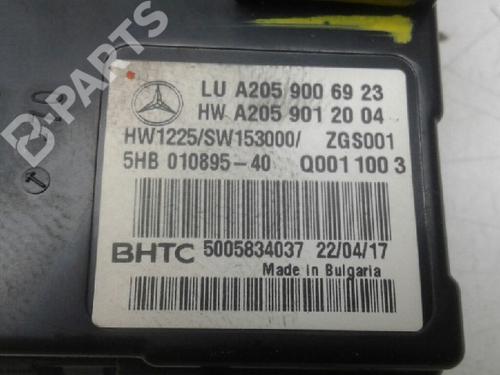 LU A205 900 69 23
HW A205 901 20 04
HW1225/SW153000/ ZGS001
5HB 010895-40 Q001 100 3
BHTC 5005834037 22/04/17
Made in Bulgaria
B-PARTS